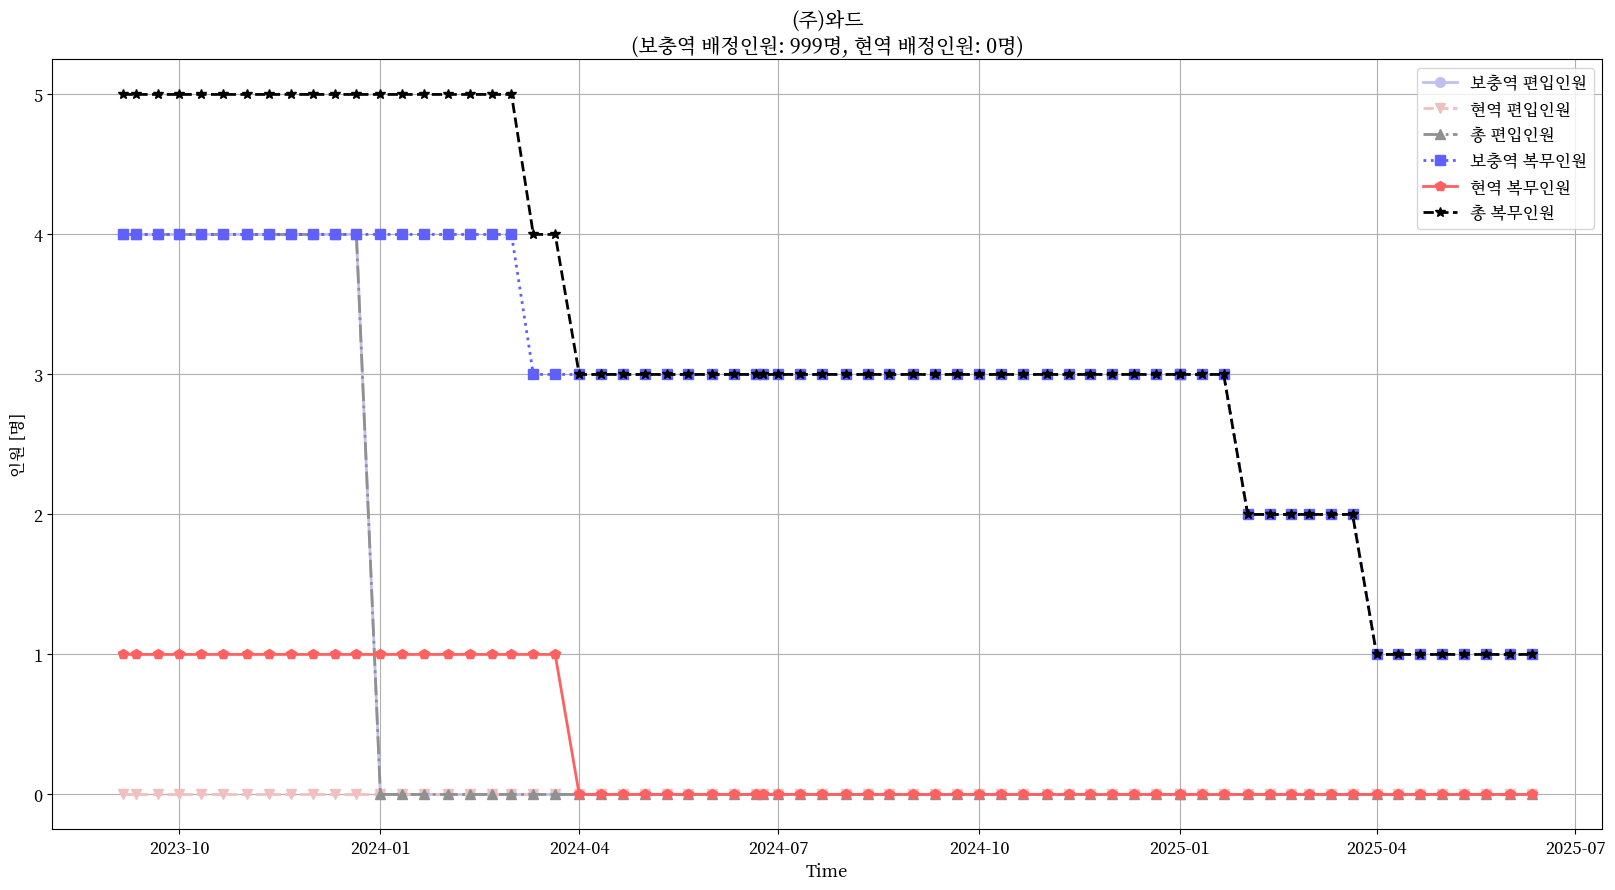 (주)와드
(보충역 배정인원: 999명, 현역 배정인원: 0명)
보충역 편입인원
현역 편입인원
총 편입인원
보충역 복무인원
현역 복무인원
총 복무인원
인원 [명]
5
4
3
2
1
0
2023-10
2024-01
2024-04
2024-07
2024-10
2025-01
2025-04
2025-07
Time